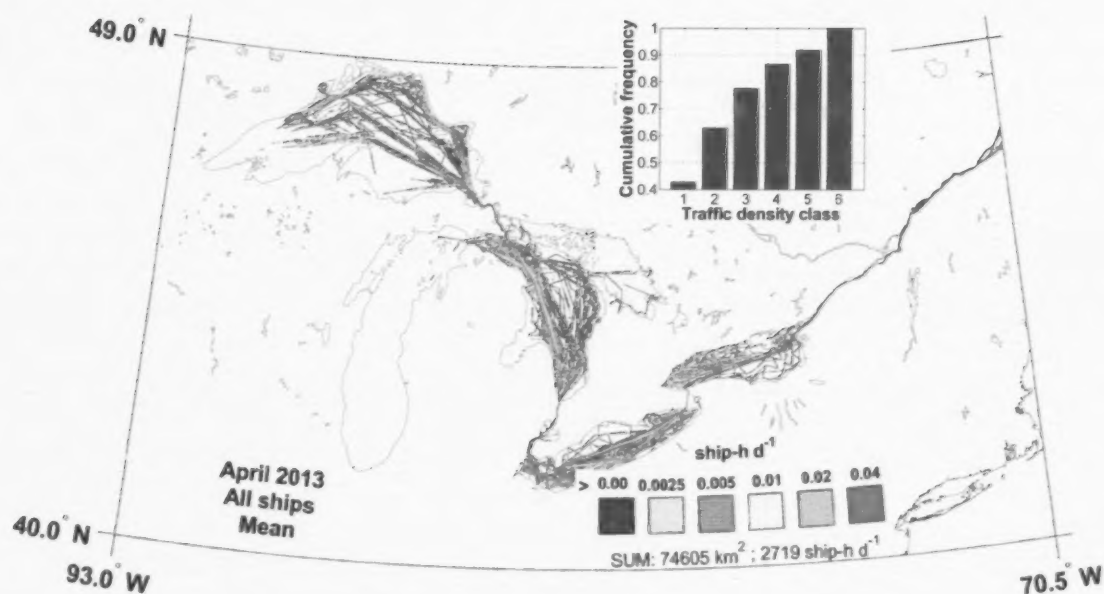 49.0° N
1
0.9
0.8
0.7
0.6
0.5
0.4
Cumulative frequency
1 2 3 4 5 6
Traffic density class
ship-h d-1
> 0.00 0.0025 0.005 0.01 0.02 0.04
SUM: 74605 km2 ; 2719 ship-h d-1
April 2013
All ships
Mean
40.0° N
93.0° W
70.5° W